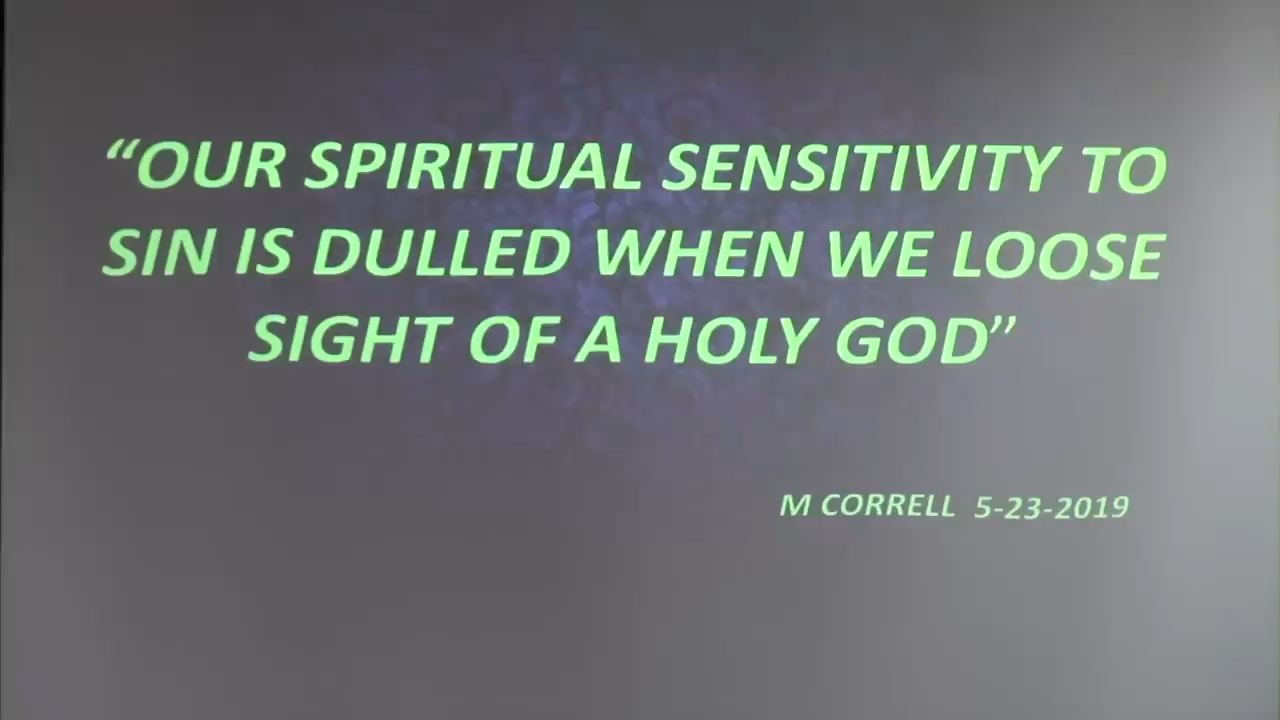 “OUR SPIRITUAL SENSITIVITY TO
SIN IS DULLED WHEN WE LOOSE
SIGHT OF A HOLY GOD”
M CORRELL 5-23-2019